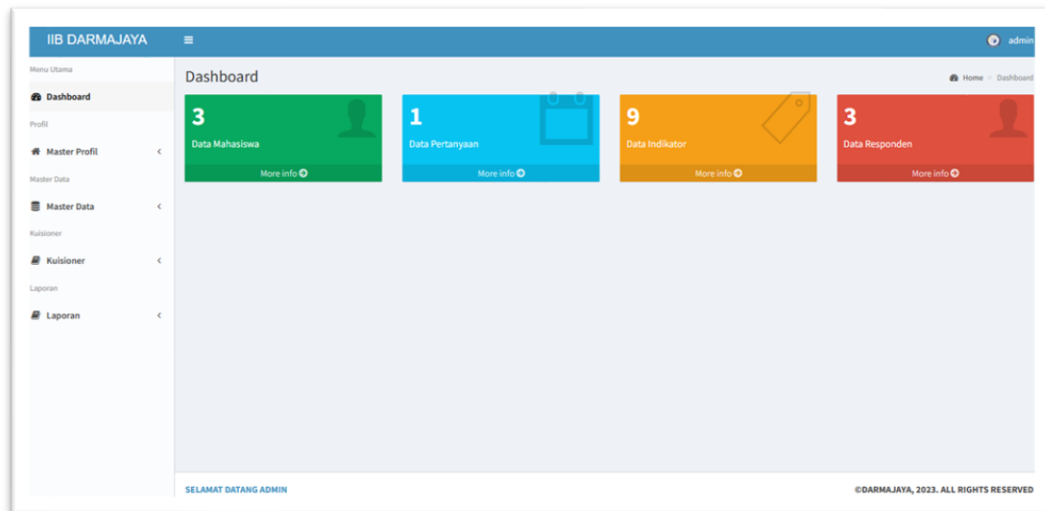 IIB DARMAJAYA
admin
Menu Utama
Dashboard
Profil
Master Profil
Master Data
Master Data
Kuisioner
Kuisioner
Laporan
Laporan
Dashboard
Home > Dashboard
3
Data Mahasiswa
More info
1
Data Pertanyaan
More info
9
Data Indikator
More info
3
Data Responden
More info
SELAMAT DATANG ADMIN
©DARMAJAYA, 2023. ALL RIGHTS RESERVED